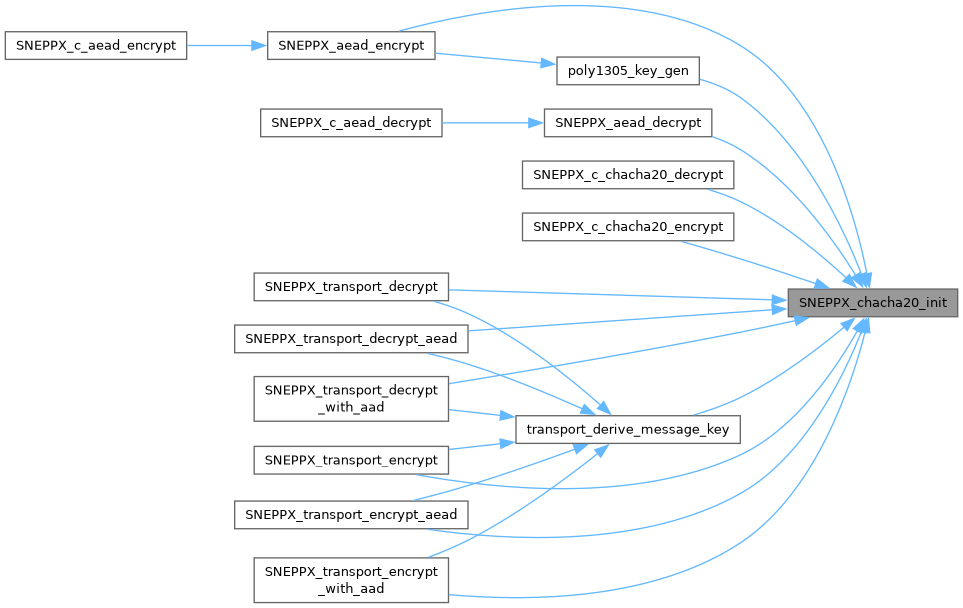 SNEPPX_c_aead_encrypt
SNEPPX_aead_encrypt
poly1305_key_gen
SNEPPX_c_aead_decrypt
SNEPPX_aead_decrypt
SNEPPX_c_chacha20_decrypt
SNEPPX_c_chacha20_encrypt
SNEPPX_transport_decrypt
SNEPPX_chacha20_init
SNEPPX_transport_decrypt_aead
SNEPPX_transport_decrypt
_with_aad
transport_derive_message_key
SNEPPX_transport_encrypt
SNEPPX_transport_encrypt_aead
SNEPPX_transport_encrypt
_with_aad